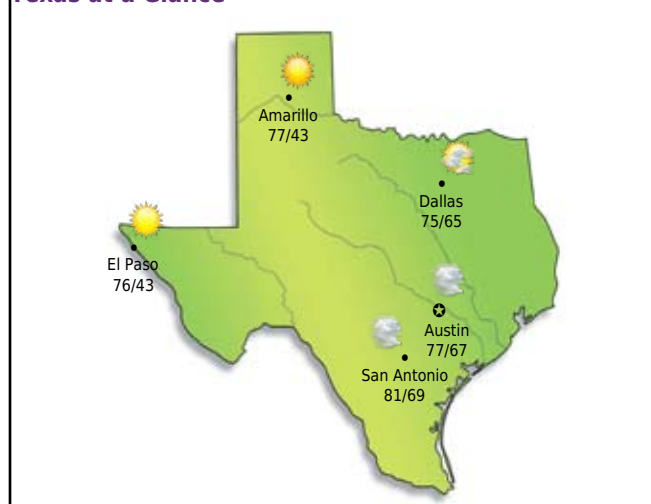 Texas at a Glance
Amarillo
77/43
Dallas
75/65
El Paso
76/43
Austin
77/67
San Antonio
81/69